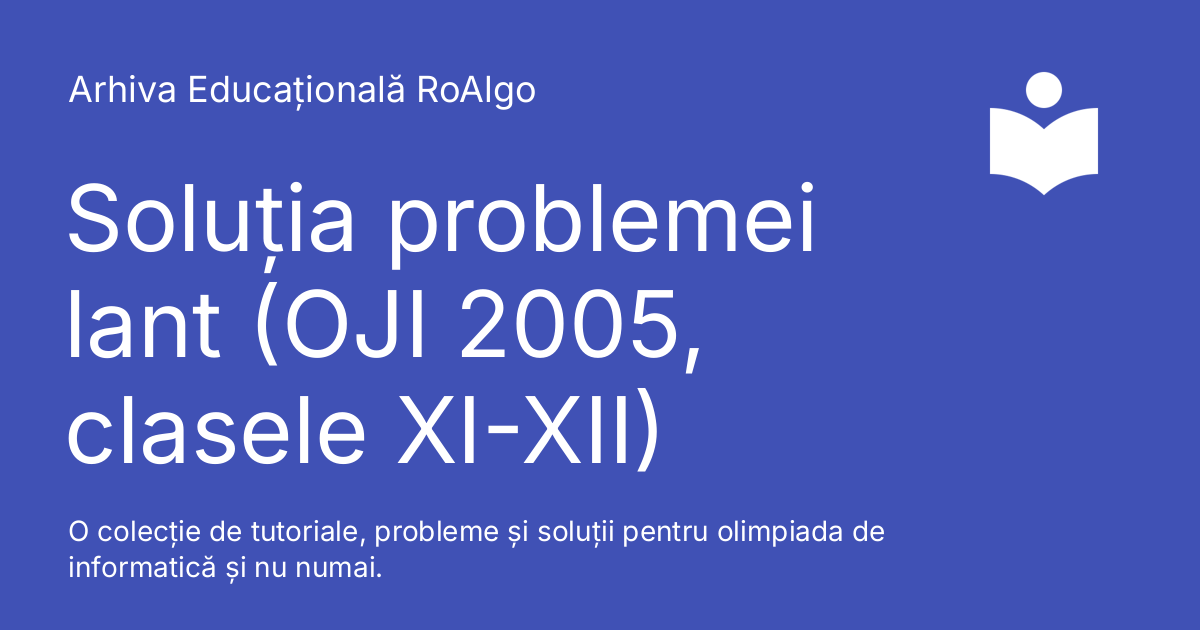 Arhiva Educațională RoAlgo
Soluția problemei
lant (OJI 2005,
clasele XI-XII)
O colecție de tutoriale, probleme și soluții pentru olimpiada de
informatică și nu numai.